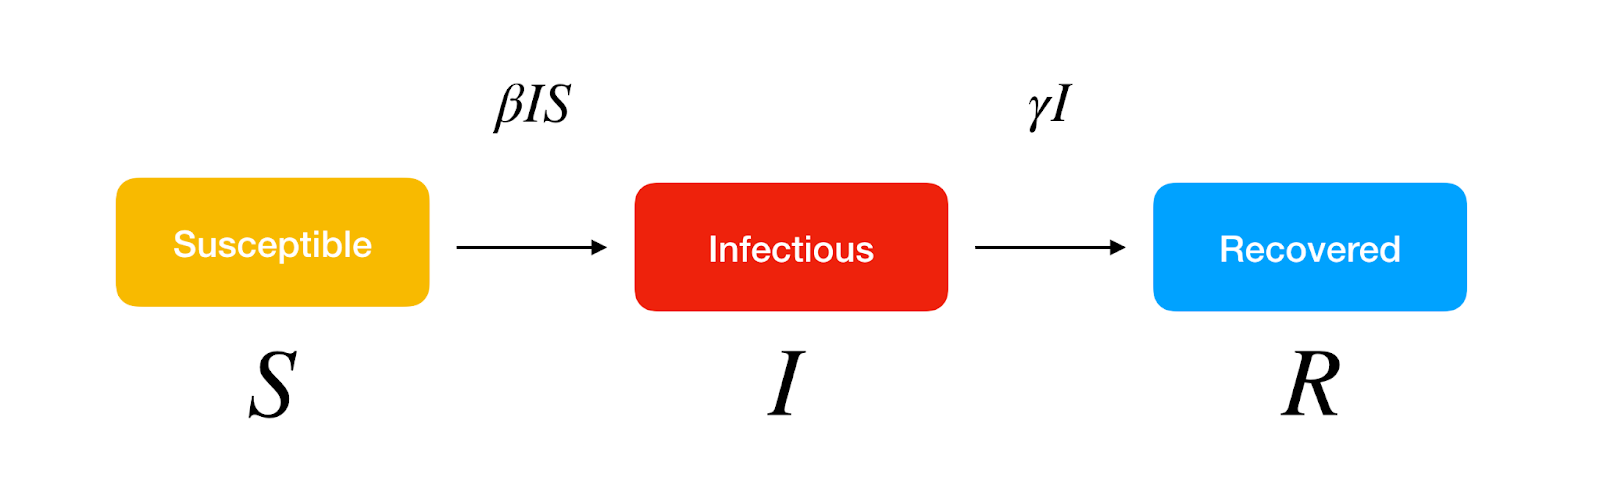 βIS
γI
Susceptible
Infectious
Recovered
S
I
R